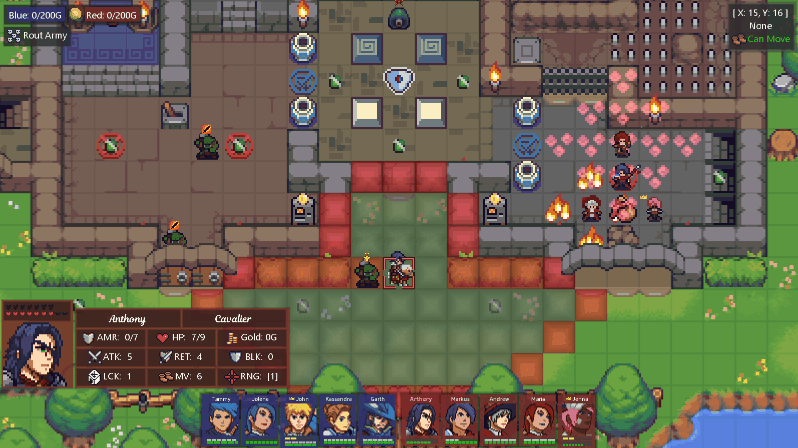 Blue: 0/200G Red: 0/200G
Rout Army
[ X: 15, Y: 16 ]
None
Can Move
Anthony Cavalier
AMR: 0/7 HP: 7/9 Gold: 0G
ATK: 5 RET: 4 BLK: 0
LCK: 1 MV: 6 RNG: [1]
Tammy Jolene John Kassandra Garth Anthony Markus Andrew Maria Jenna